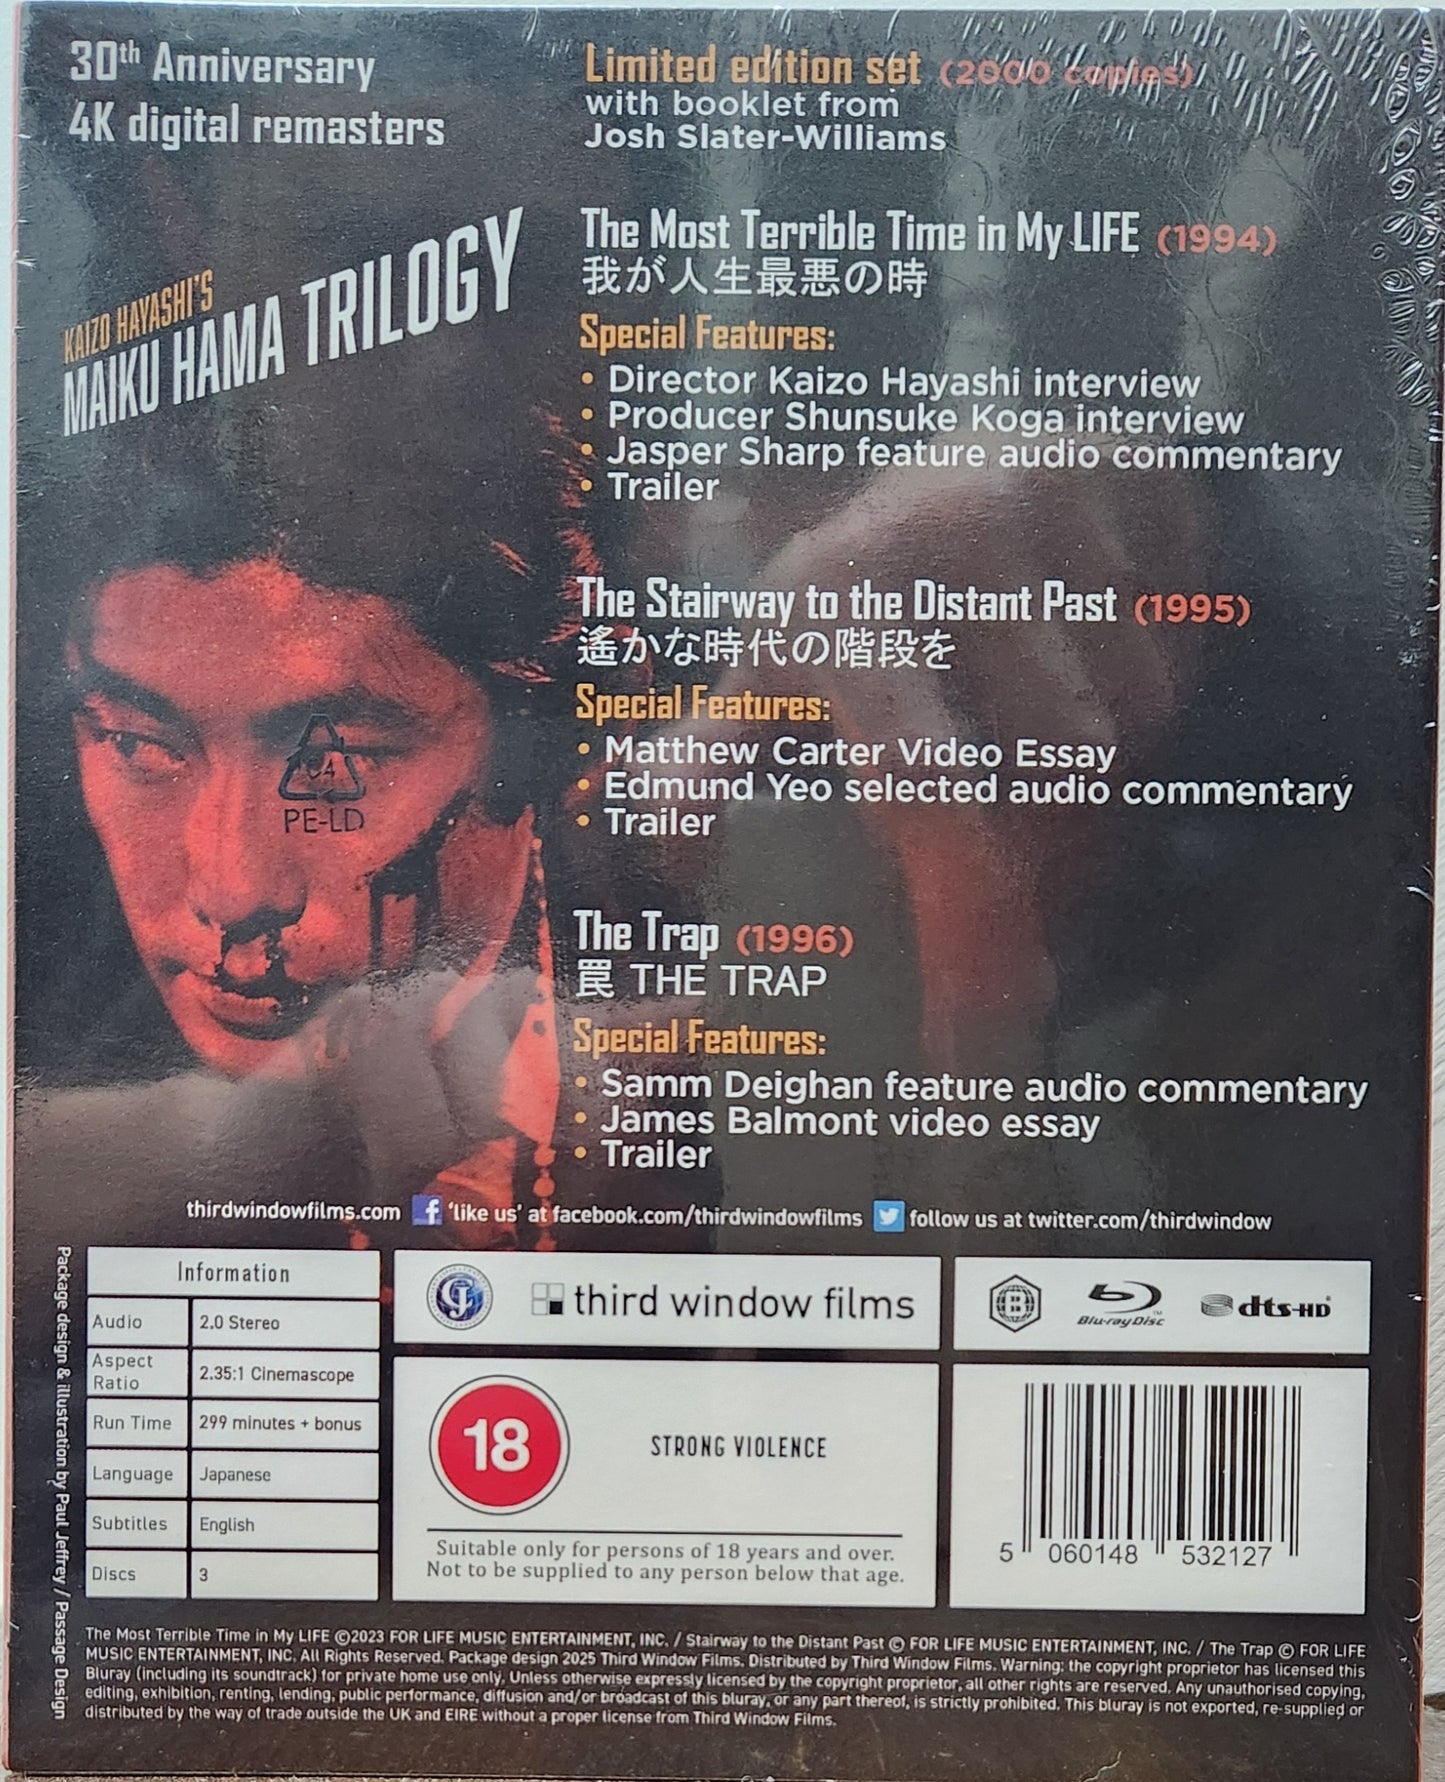 30th Anniversary
4K digital remasters
KAIZO HAYASHI'S
MAIKU HAMA TRILOGY
Limited edition set (2000 copies)
with booklet from
Josh Slater-Williams
The Most Terrible Time in My LIFE (1994)
我が人生最悪の時
Special Features:
• Director Kaizo Hayashi interview
• Producer Shunsuke Koga interview
• Jasper Sharp feature audio commentary
• Trailer
The Stairway to the Distant Past (1995)
遙かな時代の階段を
Special Features:
• Matthew Carter Video Essay
• Edmund Yeo selected audio commentary
• Trailer
The Trap (1996)
罠 THE TRAP
Special Features:
• Samm Deighan feature audio commentary
• James Balmont video essay
• Trailer
04
PE-LD
thirdwindowfilms.com f 'like us' at facebook.com/thirdwindowfilms follow us at twitter.com/thirdwindow
Package design & illustration by Paul Jeffrey / Passage Design
Information
Audio 2.0 Stereo
Aspect Ratio 2.35:1 Cinemascope
Run Time 299 minutes + bonus
Language Japanese
Subtitles English
Discs 3
third window films
B
Blu-ray Disc
dts-HD
18
STRONG VIOLENCE
Suitable only for persons of 18 years and over.
Not to be supplied to any person below that age.
5 060148 532127
The Most Terrible Time in My LIFE ©2023 FOR LIFE MUSIC ENTERTAINMENT, INC. / Stairway to the Distant Past © FOR LIFE MUSIC ENTERTAINMENT, INC. / The Trap © FOR LIFE
MUSIC ENTERTAINMENT, INC. All Rights Reserved. Package design 2025 Third Window Films. Distributed by Third Window Films. Warning: the copyright proprietor has licensed this
Bluray (including its soundtrack) for private home use only. Unless otherwise expressly licensed by the copyright proprietor, all other rights are reserved. Any unauthorised copying,
editing, exhibition, renting, lending, public performance, diffusion and/or broadcast of this bluray, or any part thereof, is strictly prohibited. This bluray is not exported, re-supplied or
distributed by the way of trade outside the UK and EIRE without a proper license from Third Window Films.